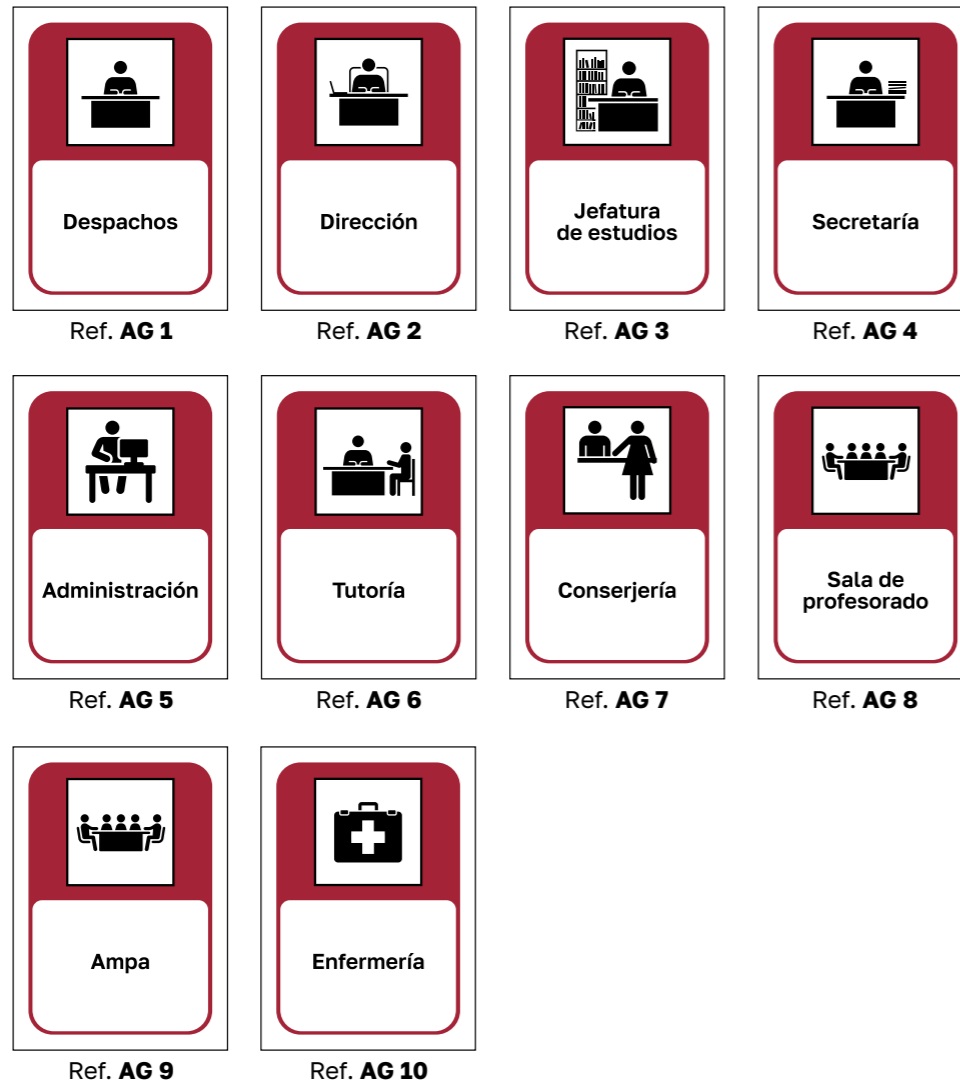 Despachos
Ref. AG 1
Dirección
Ref. AG 2
Jefatura
de estudios
Ref. AG 3
Secretaría
Ref. AG 4
Administración
Ref. AG 5
Tutoría
Ref. AG 6
Conserjería
Ref. AG 7
Sala de
profesorado
Ref. AG 8
Ampa
Ref. AG 9
Enfermería
Ref. AG 10